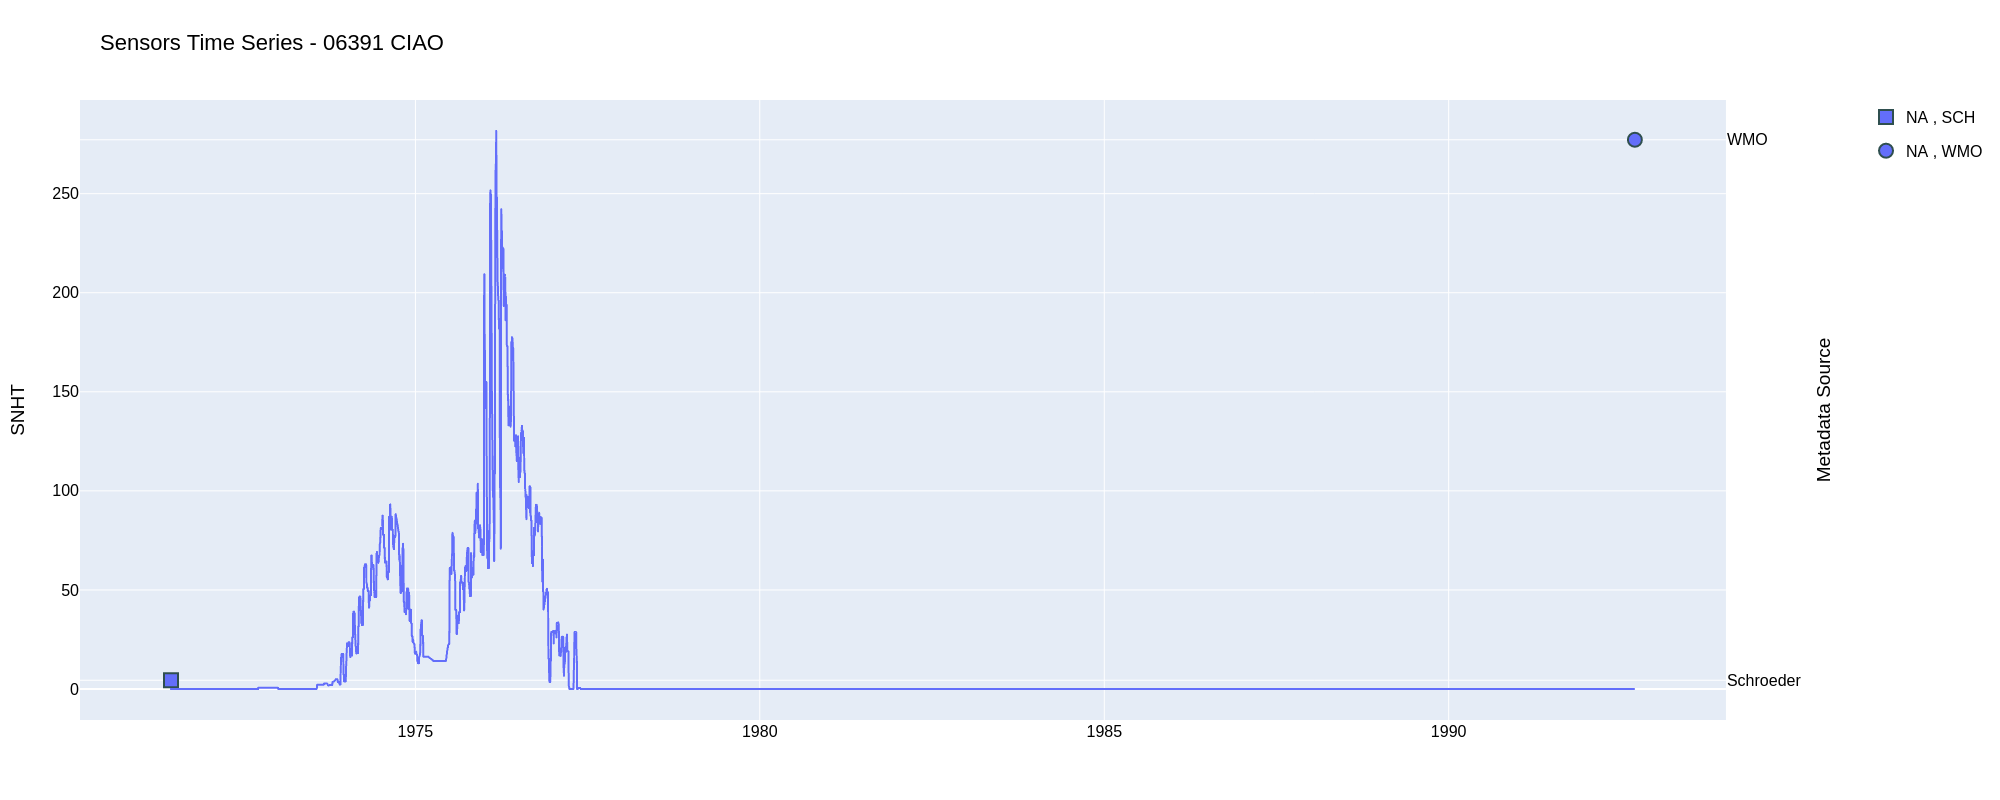 Sensors Time Series - 06391 CIAO
NA , SCH
NA , WMO
WMO
Schroeder
Metadata Source
SNHT
250
200
150
100
50
0
1975
1980
1985
1990